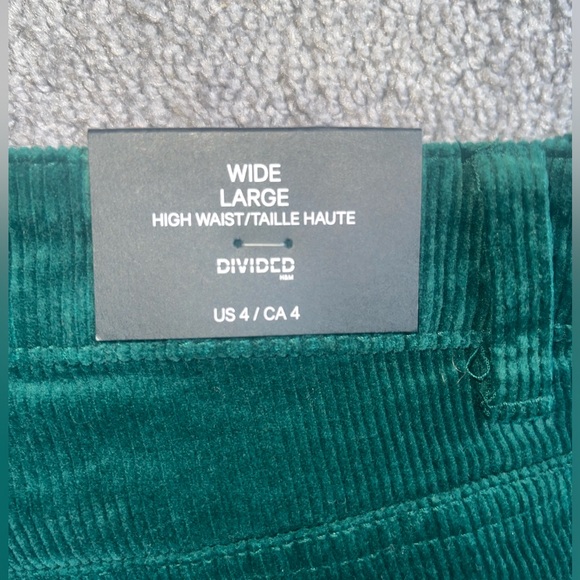 WIDE
LARGE
HIGH WAIST/TAILLE HAUTE
DIVIDED
H&M
US 4 / CA 4